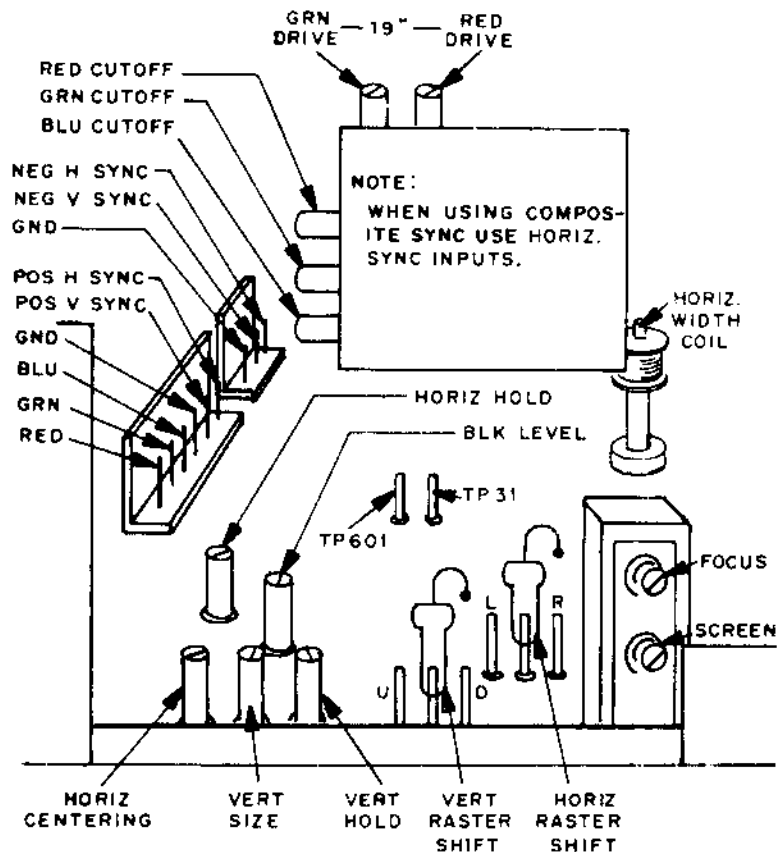 GRN DRIVE
19"
RED DRIVE
RED CUTOFF
GRN CUTOFF
BLU CUTOFF
NEG H SYNC
NEG V SYNC
GND
POS H SYNC
POS V SYNC
GND
BLU
GRN
RED
NOTE:
WHEN USING COMPOS-
ITE SYNC USE HORIZ.
SYNC INPUTS.
HORIZ.
WIDTH
COIL
HORIZ HOLD
BLK LEVEL
TP601
TP31
FOCUS
SCREEN
L
R
U
D
HORIZ
CENTERING
VERT
SIZE
VERT
HOLD
VERT
RASTER
SHIFT
HORIZ
RASTER
SHIFT